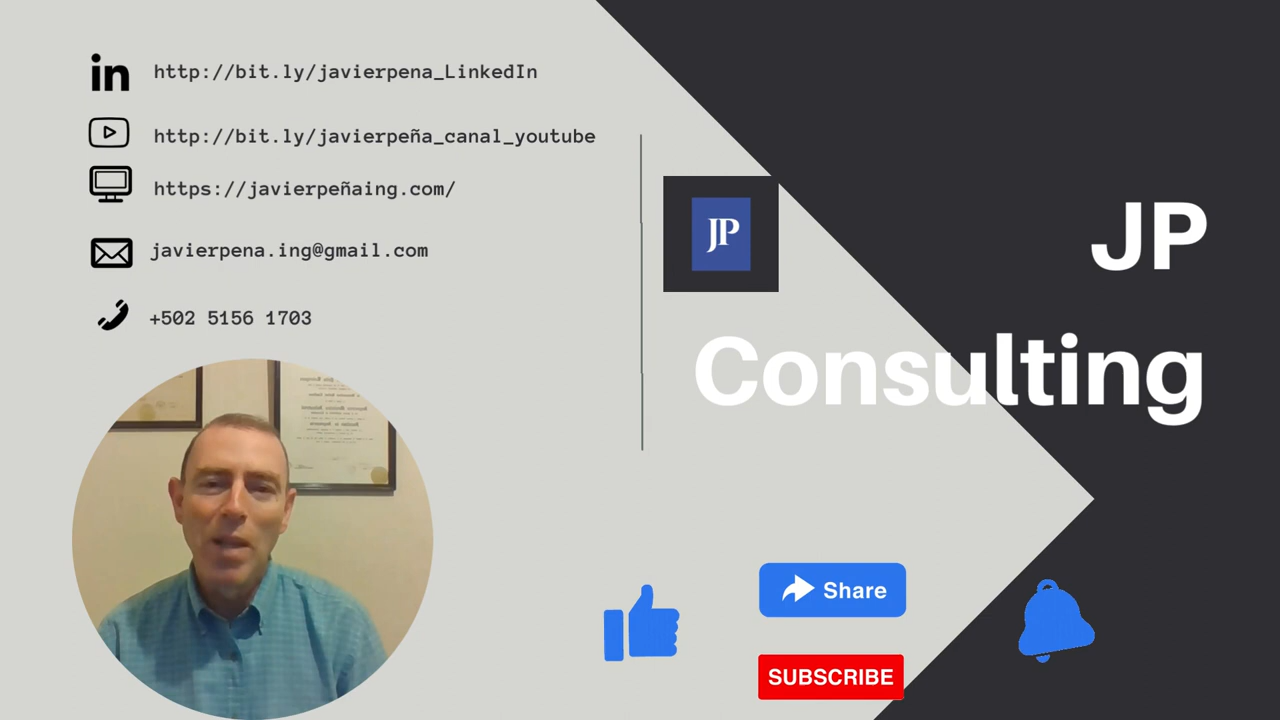 http://bit.ly/javierpena_LinkedIn
http://bit.ly/javierpeña_canal_youtube
https://javierpeñaing.com/
javierpena.ing@gmail.com
+502 5156 1703
in
JP
JP
Consulting
Share
SUBSCRIBE